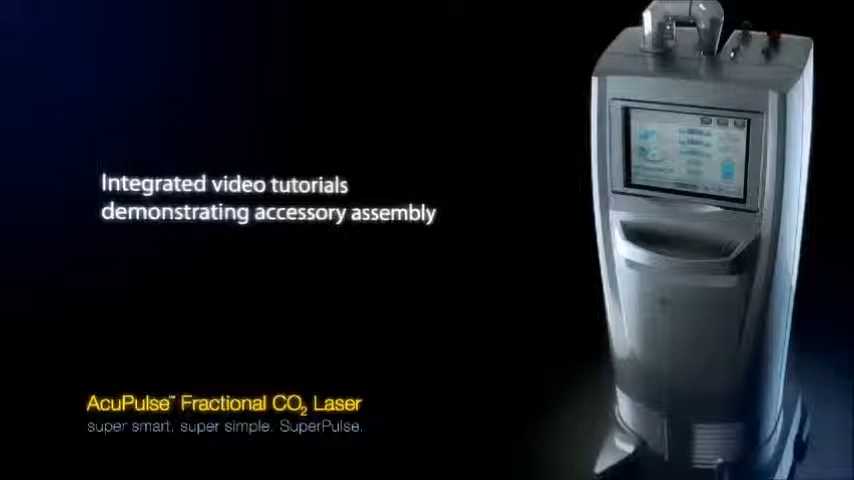 Integrated video tutorials
demonstrating accessory assembly
AcuPulse™ Fractional CO₂ Laser
super smart. super simple. SuperPulse.